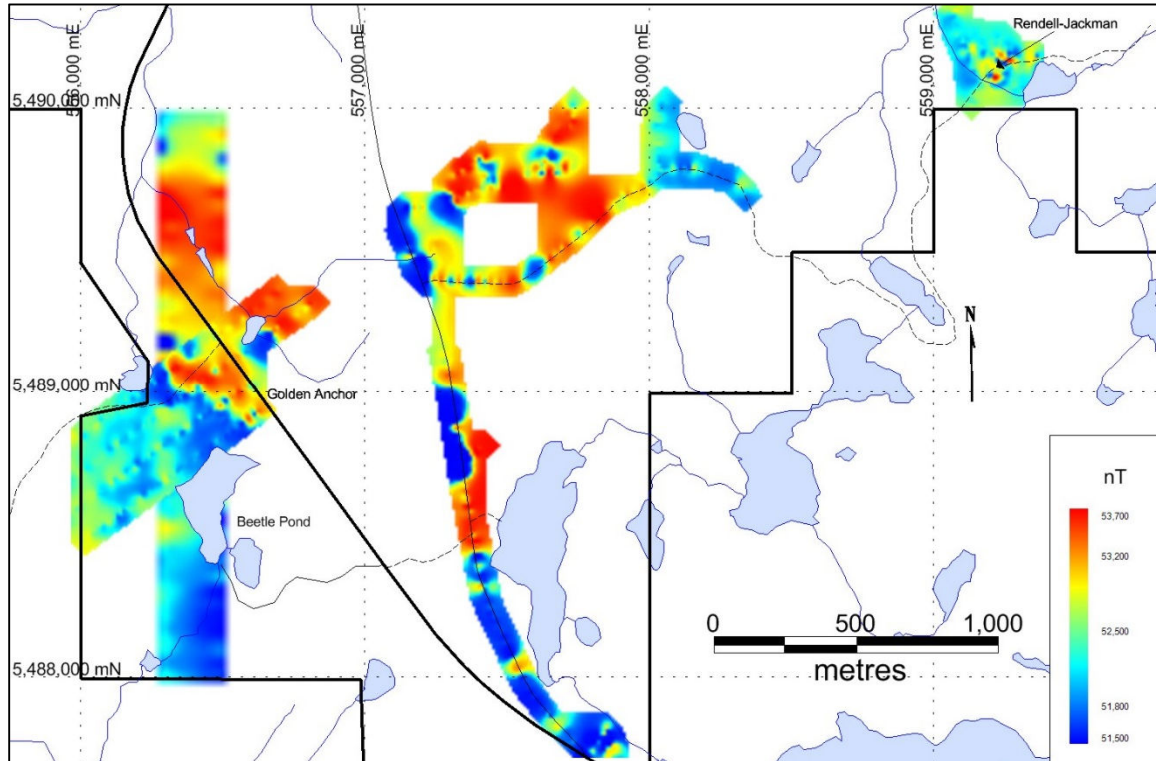 556,000 mE
557,000 mE
558,000 mE
559,000 mE
Rendell-Jackman
5,490,000 mN
N
5,489,000 mN
Golden Anchor
Beetle Pond
nT
53,700
53,200
52,500
51,800
51,500
0 500 1,000
metres
5,488,000 mN